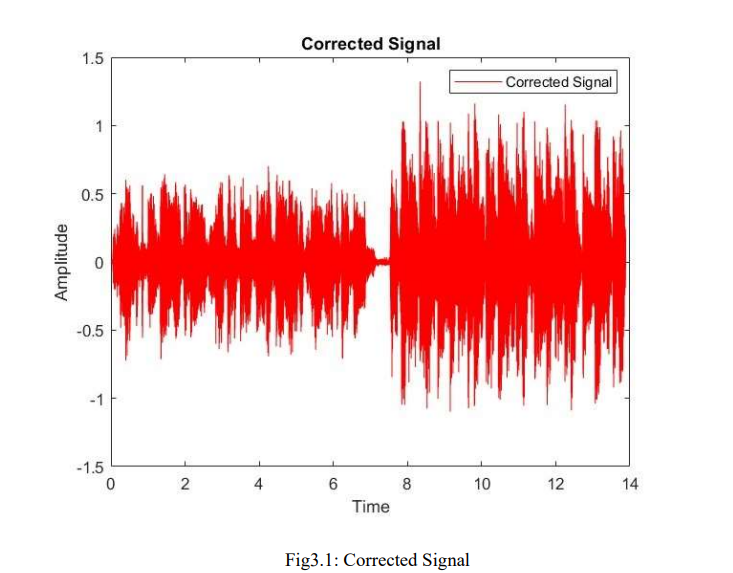 Corrected Signal
1.5
Corrected Signal
1
0.5
0
-0.5
-1
-1.5
Amplitude
0 2 4 6 8 10 12 14
Time
Fig3.1: Corrected Signal